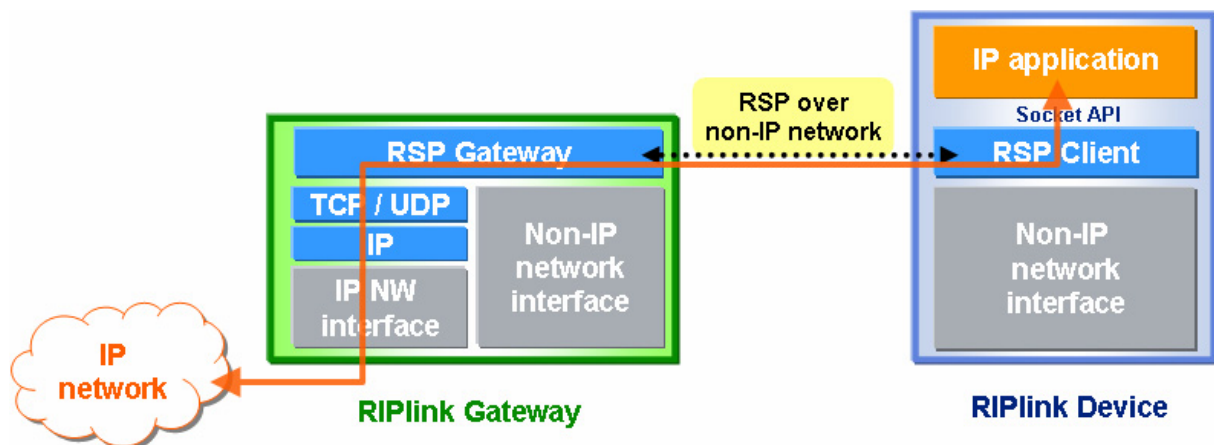 IP application
RSP over
non-IP network
Socket API
RSP Gateway
RSP Client
TCP / UDP
IP
IP NW
interface
Non-IP
network
interface
Non-IP
network
interface
IP
network
RIPlink Gateway
RIPlink Device